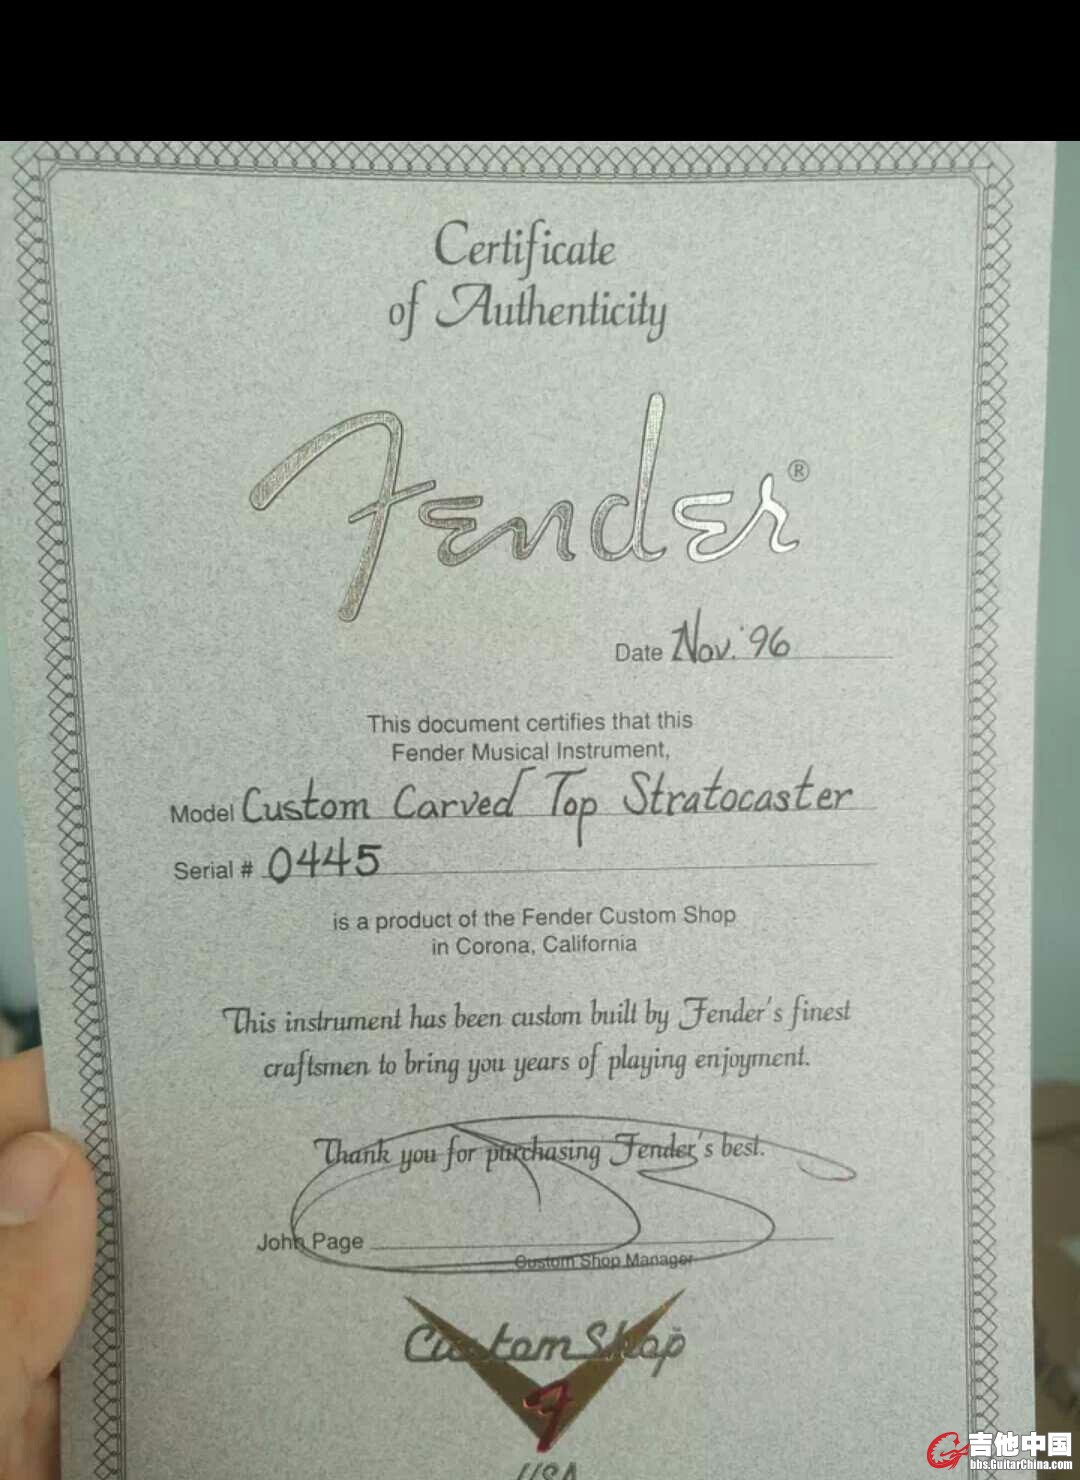 Certificate
of Authenticity
Fender®
Date Nov. '96
This document certifies that this
Fender Musical Instrument,
Model Custom Carved Top Stratocaster
Serial # 0445
is a product of the Fender Custom Shop
in Corona, California
This instrument has been custom built by Fender's finest
craftsmen to bring you years of playing enjoyment.
Thank you for purchasing Fender's best.
John Page
Custom Shop Manager
Custom Shop
F
USA
吉他中国
bbs.GuitarChina.com